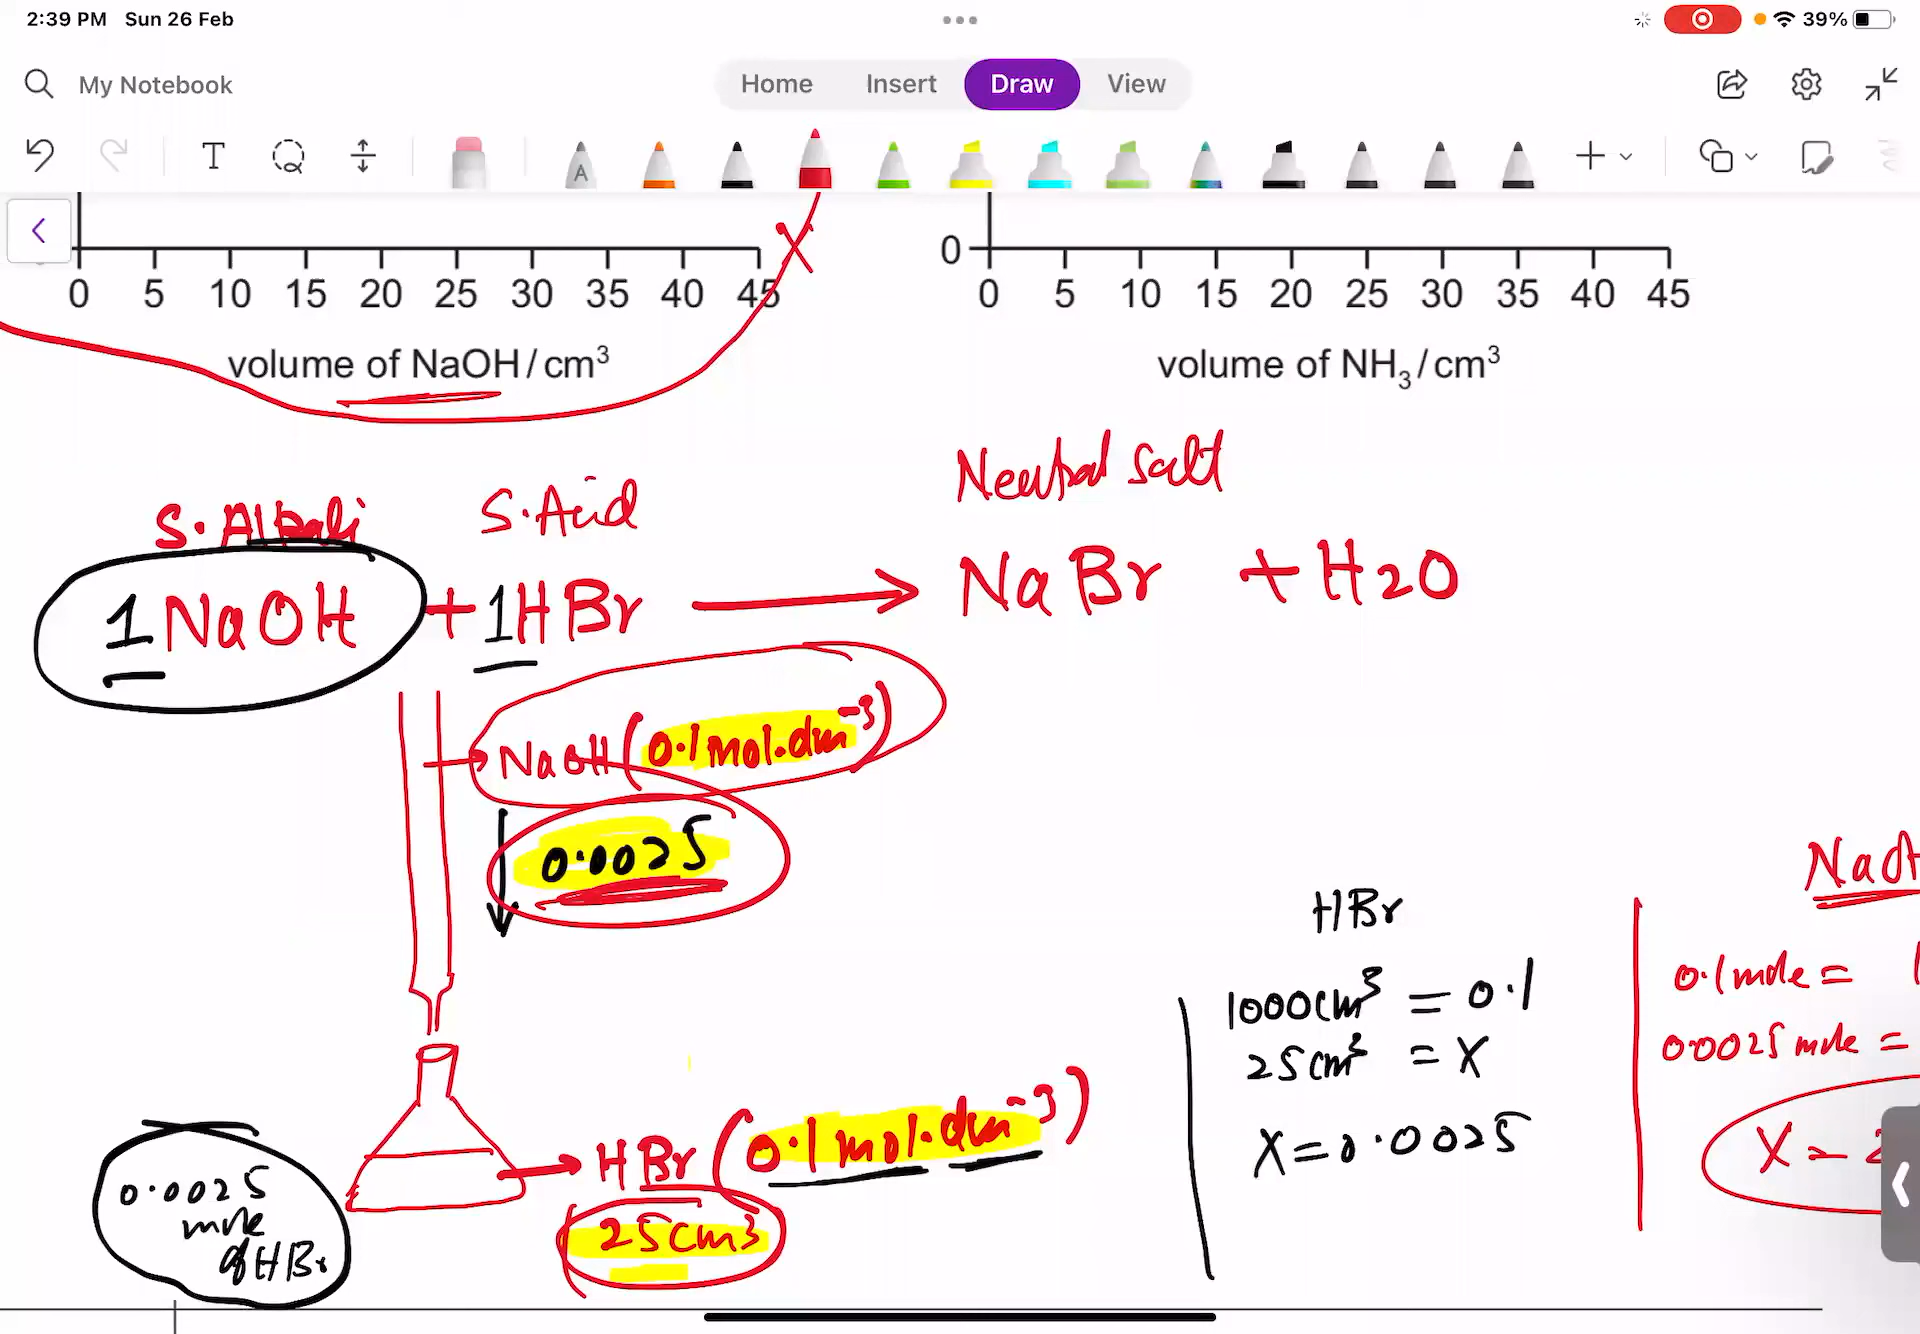 2:39 PM Sun 26 Feb
39%
My Notebook
Home Insert Draw View
T
A
0
0 5 10 15 20 25 30 35 40 45
0 5 10 15 20 25 30 35 40 45
volume of NaOH/cm³
volume of NH₃/cm³
Neutral salt
S. Alkali S. Acid
1 NaOH + 1 HBr → NaBr + H2O
NaOH (0.1 mol.dm⁻³)
0.0025
HBr
1000cm³ = 0.1
25cm³ = X
X = 0.0025
0.1 mole =
0.0025 mole =
X =
HBr (0.1 mol.dm⁻³)
25cm³
0.0025
mole
of HBr